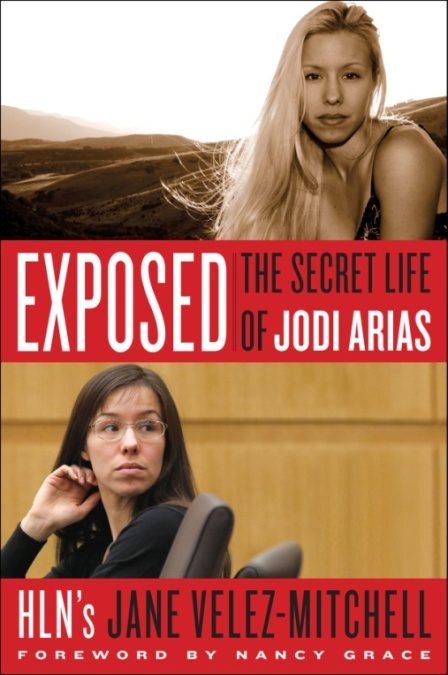 EXPOSED
THE SECRET LIFE
OF JODI ARIAS
HLN's JANE VELEZ-MITCHELL
FOREWORD BY NANCY GRACE